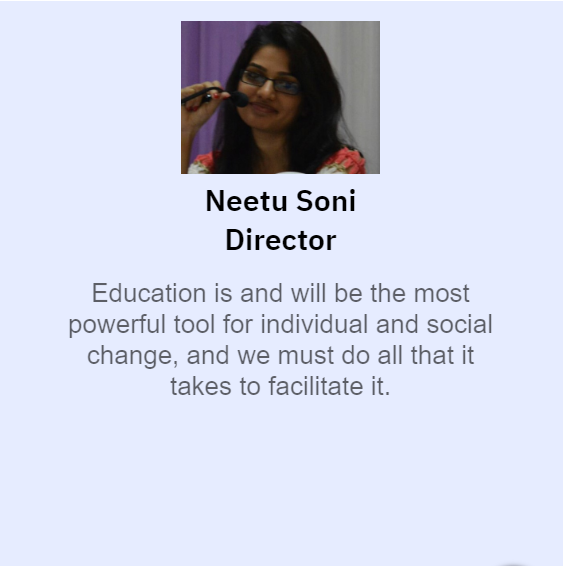 Neetu Soni
Director
Education is and will be the most
powerful tool for individual and social
change, and we must do all that it
takes to facilitate it.